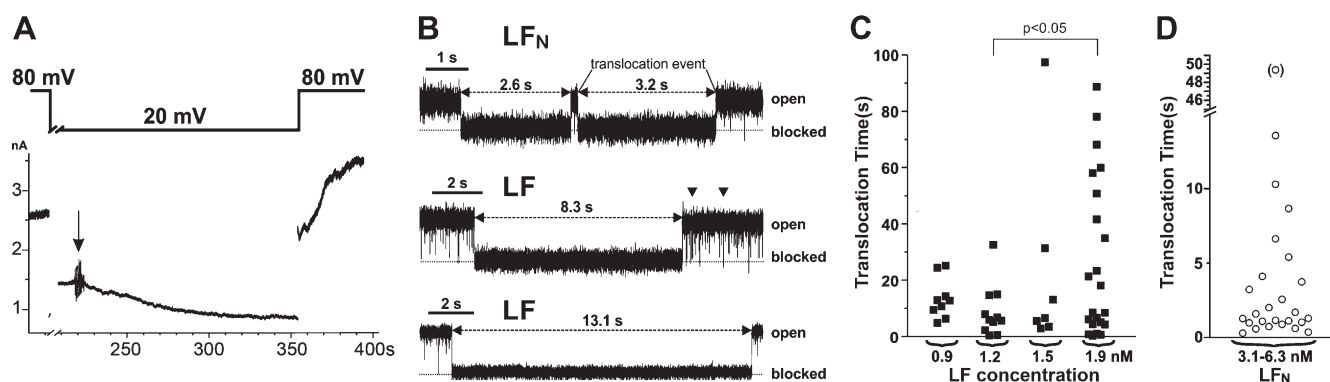 A
80 mV
80 mV
20 mV
nA
3
2
1
250
300
350
400s
B
LFN
1 s
translocation event
2.6 s
3.2 s
open
blocked
LF
2 s
8.3 s
open
blocked
LF
2 s
13.1 s
open
blocked
C
p<0.05
Translocation Time(s)
100
80
60
40
20
0
0.9
1.2
1.5
1.9 nM
LF concentration
D
Translocation Time(s)
50
48
46
10
5
0
3.1-6.3 nM
LFN